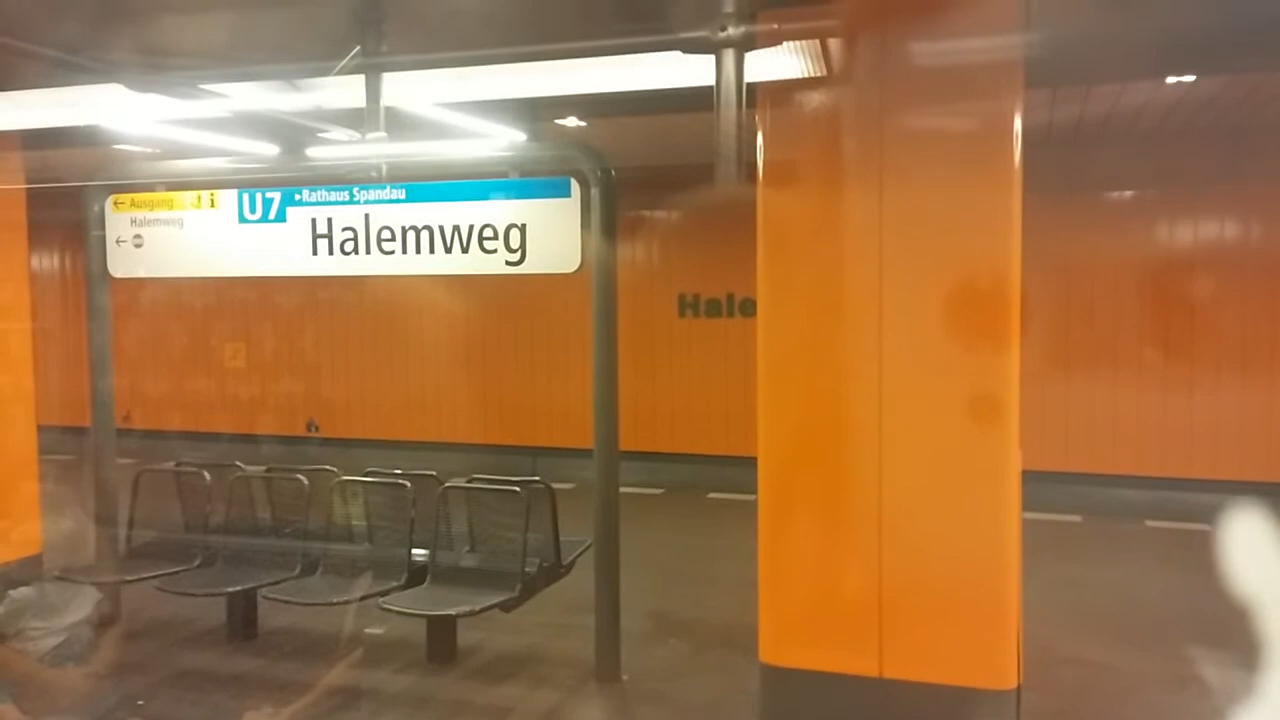 ← Ausgang i
Halemweg
←
U7 ▸Rathaus Spandau
Halemweg
Hale